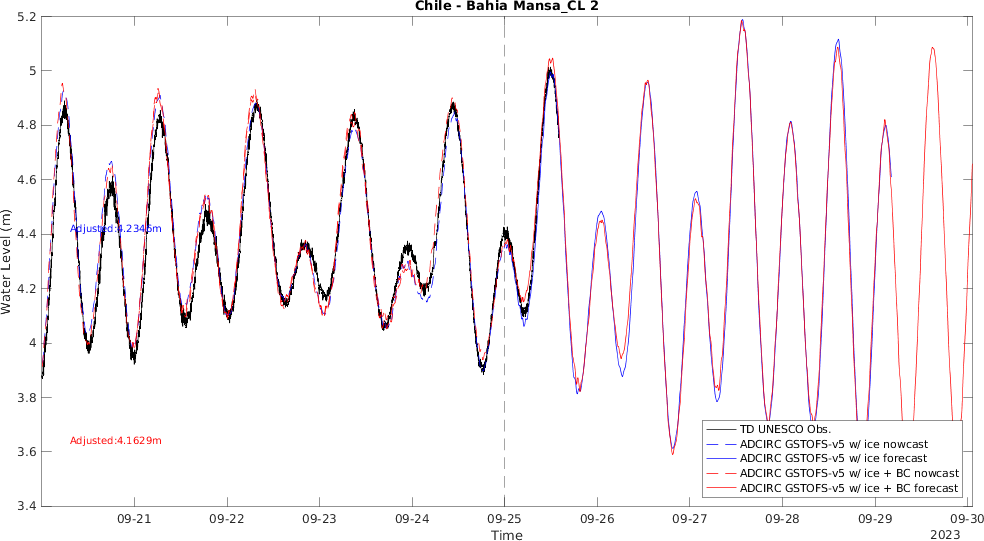 Chile - Bahia Mansa_CL 2
5.2
5
4.8
4.6
4.4
4.2
4
3.8
3.6
3.4
Water Level (m)
Adjusted:4.2345m
Adjusted:4.1629m
TD UNESCO Obs.
ADCIRC GSTOFS-v5 w/ ice nowcast
ADCIRC GSTOFS-v5 w/ ice forecast
ADCIRC GSTOFS-v5 w/ ice + BC nowcast
ADCIRC GSTOFS-v5 w/ ice + BC forecast
09-21 09-22 09-23 09-24 09-25 09-26 09-27 09-28 09-29 09-30
Time
2023